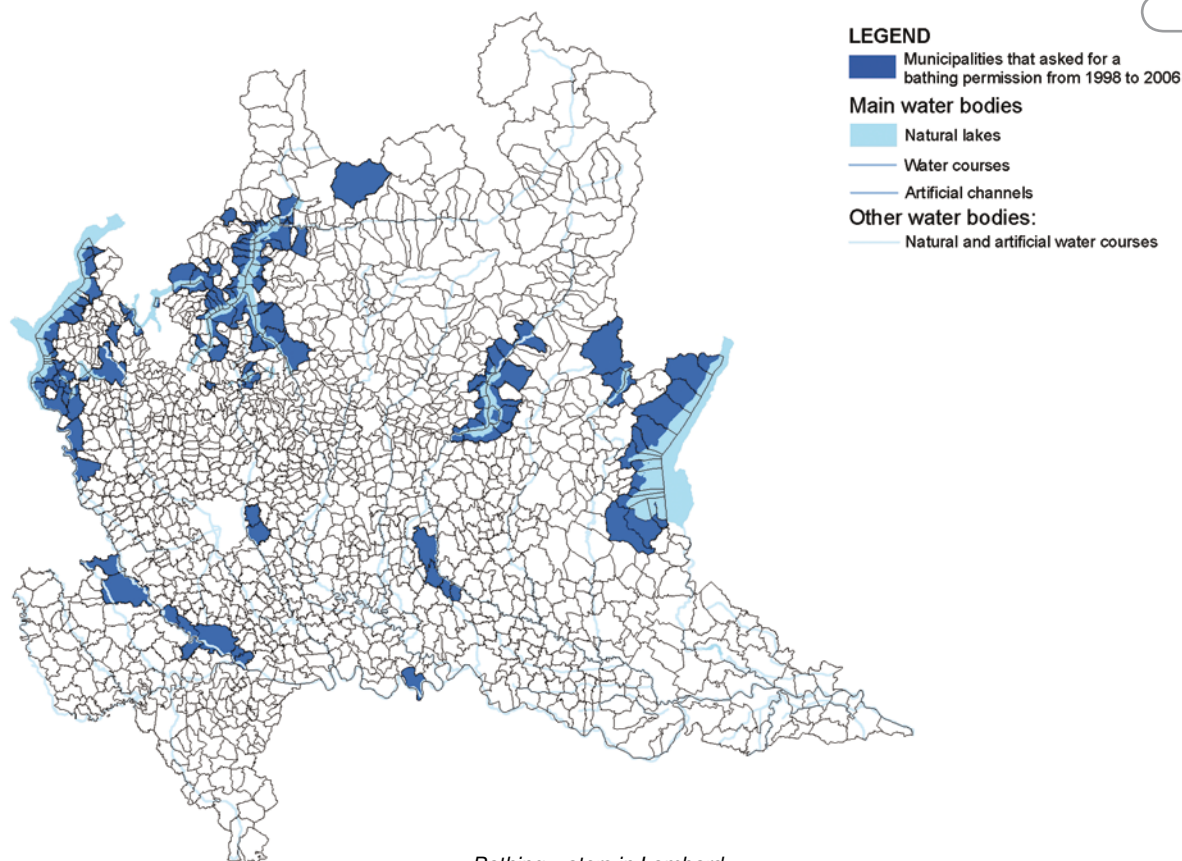 LEGEND
Municipalities that asked for a
bathing permission from 1998 to 2006
Main water bodies
Natural lakes
Water courses
Artificial channels
Other water bodies:
Natural and artificial water courses